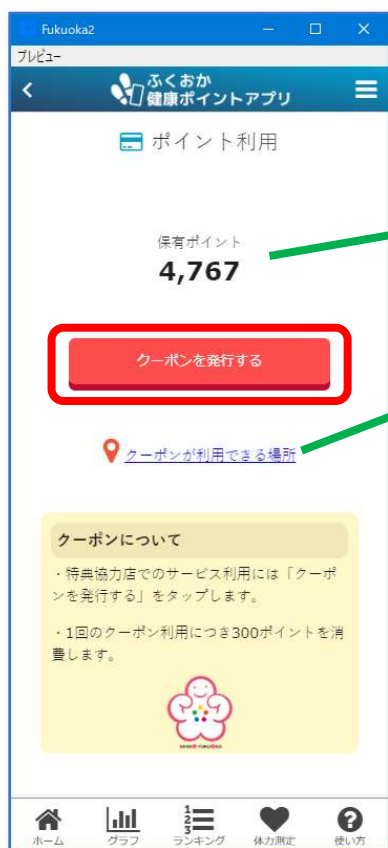 Fukuoka2
プレビュー
ふくおか
健康ポイントアプリ
ポイント利用
保有ポイント
4,767
クーポンを発行する
クーポンが利用できる場所
クーポンについて
・特典協力店でのサービス利用には「クーポ
ンを発行する」をタップします。
・1回のクーポン利用につき300ポイントを消
費します。
KENKO FUKUOKA
ホーム
グラフ
ランキング
体力測定
使い方